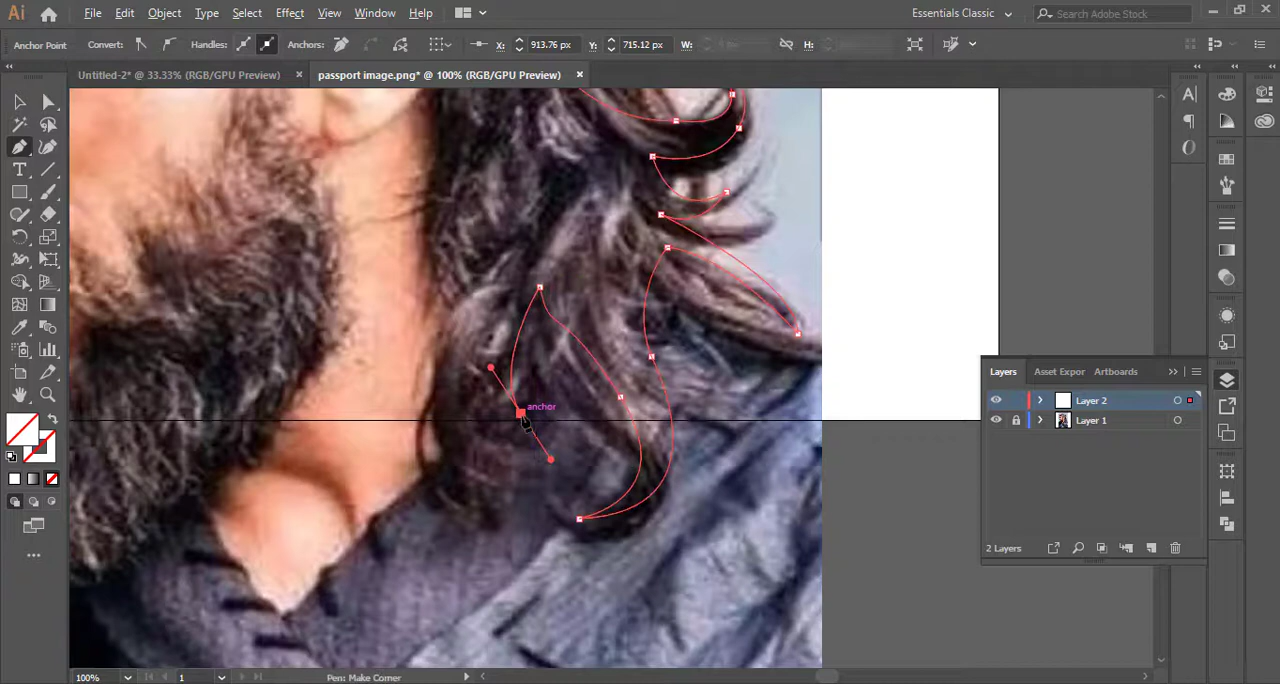 Ai File Edit Object Type Select Effect View Window Help Essentials Classic Search Adobe Stock
Anchor Point Convert: Handles: Anchors: X: 913.76 px Y: 715.12 px W: H:
Untitled-2* @ 33.33% (RGB/GPU Preview) × passport image.png* @ 100% (RGB/GPU Preview) ×
anchor
Layers Asset Expor Artboards
Layer 2
Layer 1
2 Layers
100% 1 Pen: Make Corner